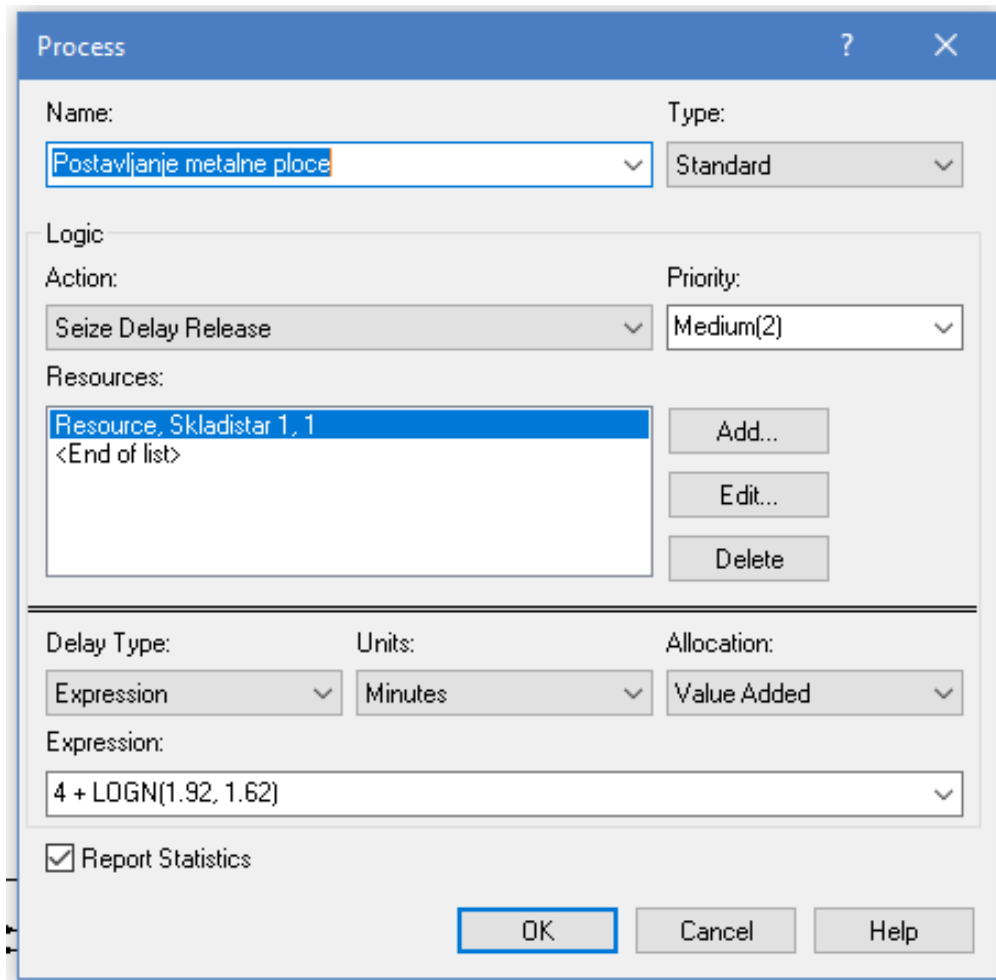 Process
Name: Type:
Postavljanje metalne ploce Standard
Logic
Action: Priority:
Seize Delay Release Medium(2)
Resources:
Resource, Skladistar 1, 1
<End of list>
Add...
Edit...
Delete
Delay Type: Units: Allocation:
Expression Minutes Value Added
Expression:
4 + LOGN(1.92, 1.62)
Report Statistics
OK Cancel Help